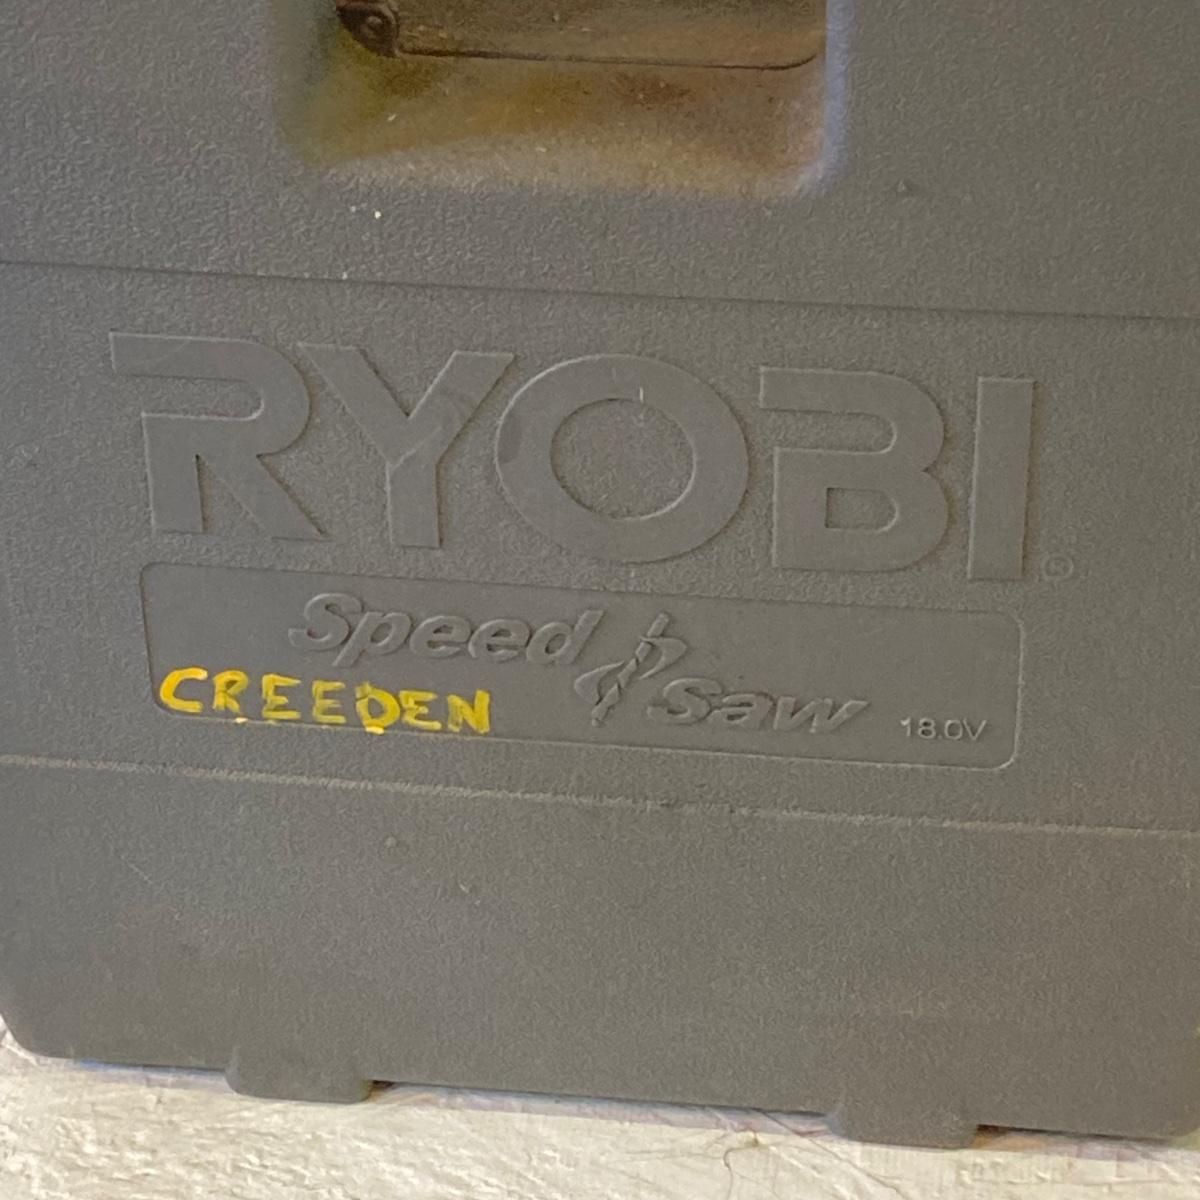 RYOBI®
Speed Saw
CREEDEN
18.0V